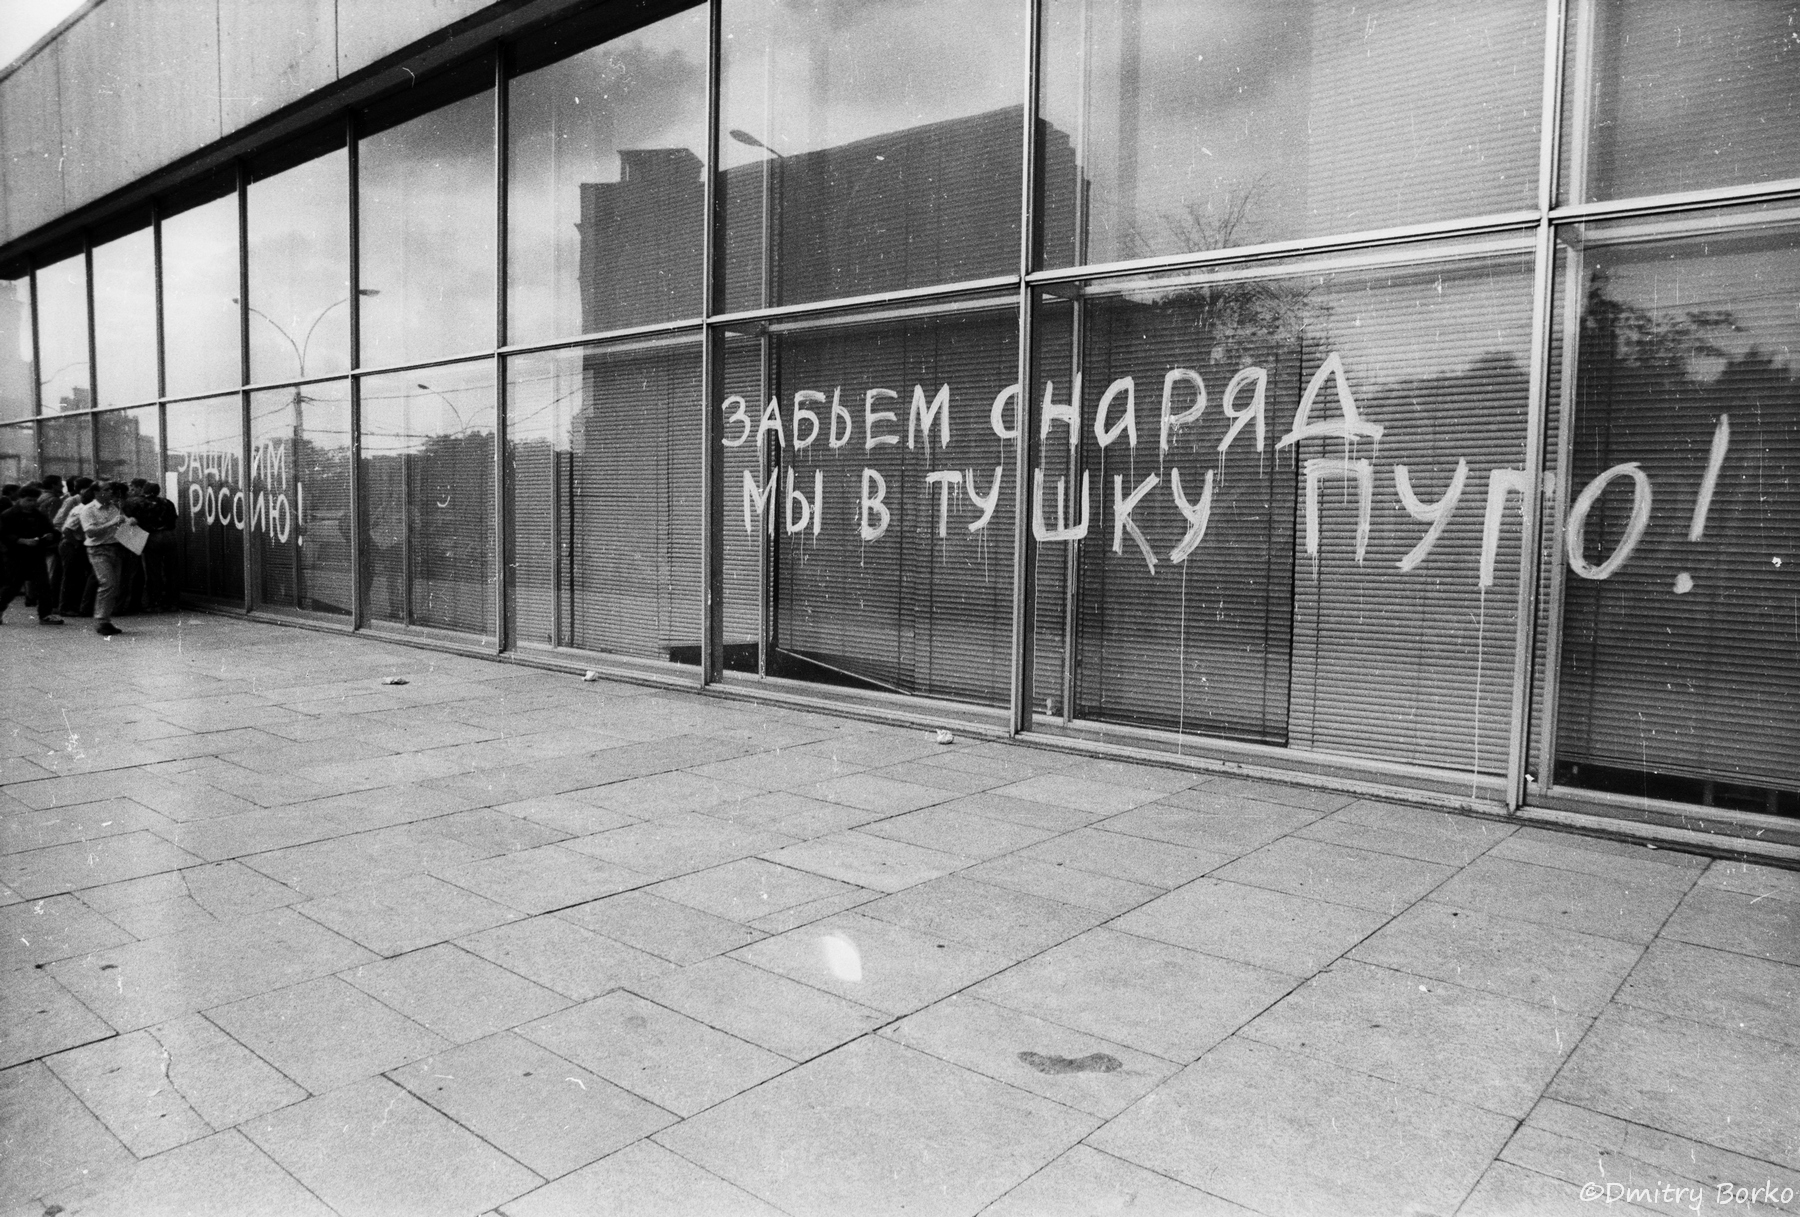 ЗАЩИТИМ
РОССИЮ!
ЗАБЬЕМ СНАРЯД
МЫ В ТУШКУ ПУГО!
©Dmitry Borko